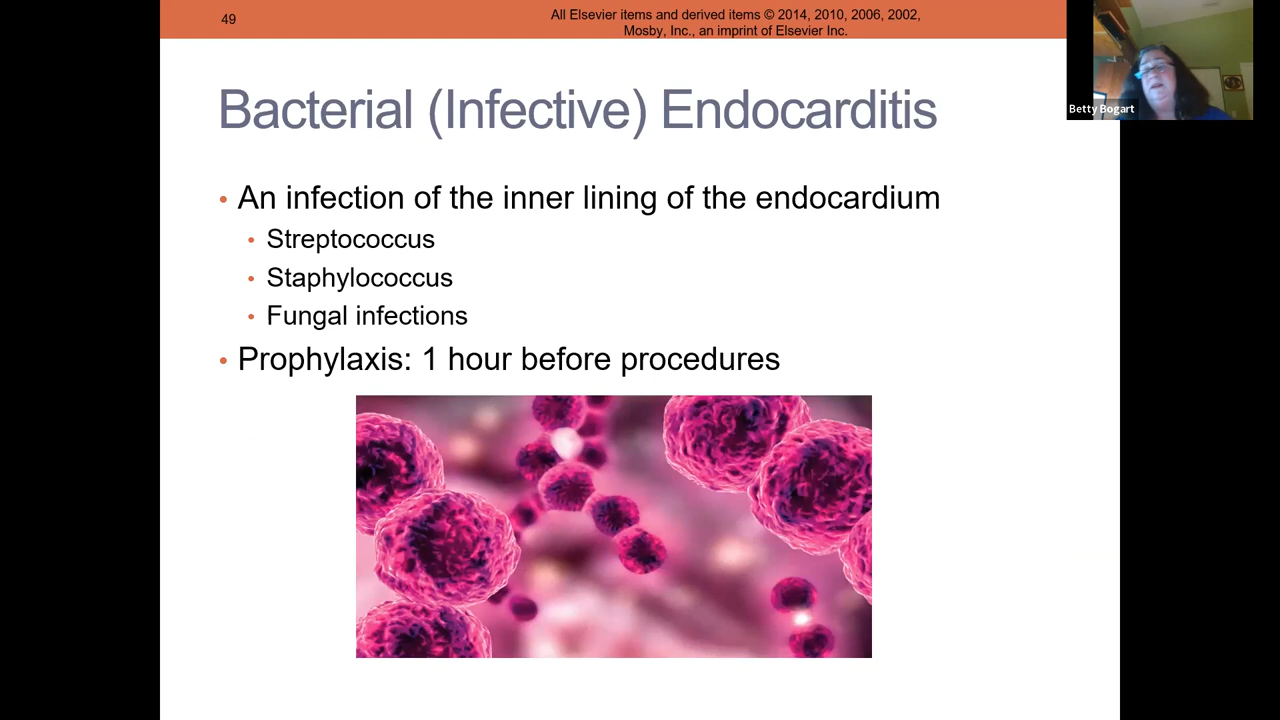 49
All Elsevier items and derived items © 2014, 2010, 2006, 2002,
Mosby, Inc., an imprint of Elsevier Inc.
Betty Bogart
Bacterial (Infective) Endocarditis
• An infection of the inner lining of the endocardium
• Streptococcus
• Staphylococcus
• Fungal infections
• Prophylaxis: 1 hour before procedures